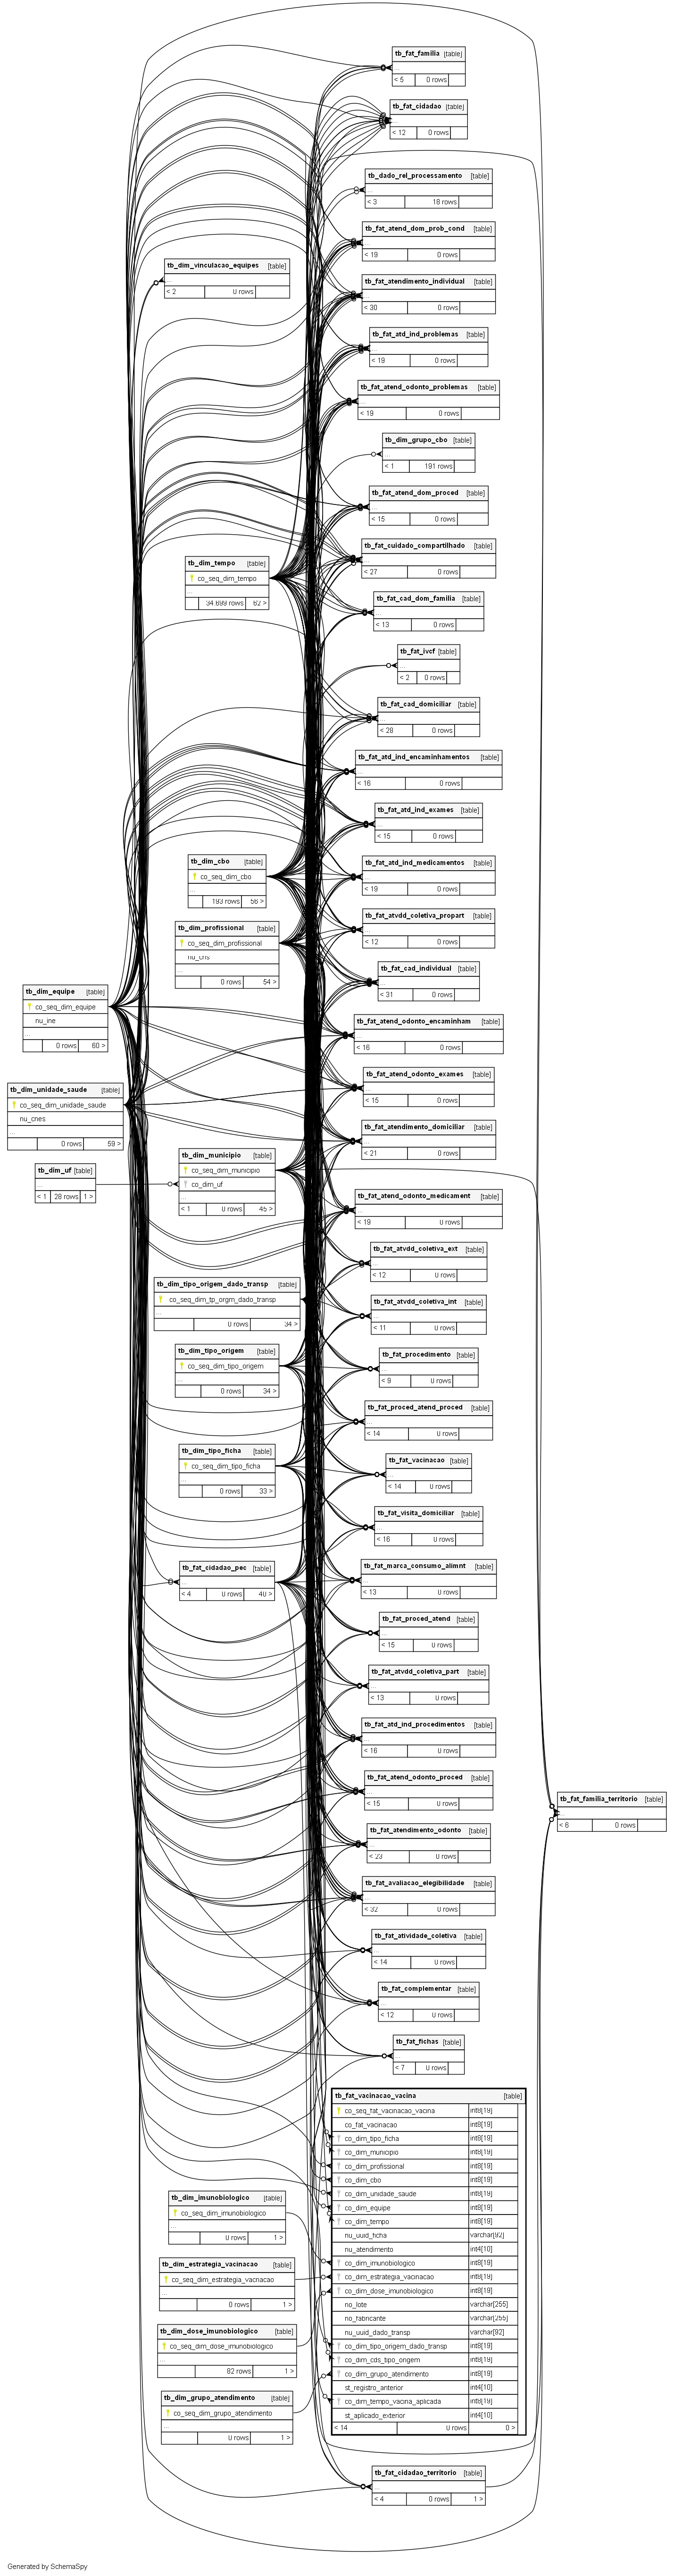 tb_fat_familia [table]
...
< 5 0 rows
tb_fat_cidadao [table]
...
< 12 0 rows
tb_dado_rel_processamento [table]
...
< 3 18 rows
tb_fat_atend_dom_prob_cond [table]
...
< 19 0 rows
tb_dim_vinculacao_equipes [table]
...
< 2 0 rows
tb_fat_atendimento_individual [table]
...
< 30 0 rows
tb_fat_atd_ind_problemas [table]
...
< 19 0 rows
tb_fat_atend_odonto_problemas [table]
...
< 19 0 rows
tb_dim_grupo_cbo [table]
...
< 1 191 rows
tb_fat_atend_dom_proced [table]
...
< 15 0 rows
tb_fat_cuidado_compartilhado [table]
...
< 27 0 rows
tb_dim_tempo [table]
co_seq_dim_tempo
...
34.699 rows 62 >
tb_fat_cad_dom_familia [table]
...
< 13 0 rows
tb_fat_ivcf [table]
...
< 2 0 rows
tb_fat_cad_domiciliar [table]
...
< 28 0 rows
tb_fat_atd_ind_encaminhamentos [table]
...
< 16 0 rows
tb_fat_atd_ind_exames [table]
...
< 15 0 rows
tb_dim_cbo [table]
co_seq_dim_cbo
...
193 rows 56 >
tb_fat_atd_ind_medicamentos [table]
...
< 19 0 rows
tb_fat_atvdd_coletiva_propart [table]
...
< 12 0 rows
tb_dim_profissional [table]
co_seq_dim_profissional
nu_cns
...
0 rows 54 >
tb_fat_cad_individual [table]
...
< 31 0 rows
tb_dim_equipe [table]
co_seq_dim_equipe
nu_ine
...
0 rows 60 >
tb_fat_atend_odonto_encaminham [table]
...
< 16 0 rows
tb_fat_atend_odonto_exames [table]
...
< 15 0 rows
tb_dim_unidade_saude [table]
co_seq_dim_unidade_saude
nu_cnes
...
0 rows 59 >
tb_fat_atendimento_domiciliar [table]
...
< 21 0 rows
tb_dim_uf [table]
...
< 1 28 rows 1 >
tb_dim_municipio [table]
co_seq_dim_municipio
co_dim_uf
...
< 1 0 rows 45 >
tb_fat_atend_odonto_medicament [table]
...
< 19 0 rows
tb_fat_atvdd_coletiva_ext [table]
...
< 12 0 rows
tb_dim_tipo_origem_dado_transp [table]
co_seq_dim_tp_orgm_dado_transp
...
0 rows 34 >
tb_fat_atvdd_coletiva_int [table]
...
< 11 0 rows
tb_dim_tipo_origem [table]
co_seq_dim_tipo_origem
...
0 rows 34 >
tb_fat_procedimento [table]
...
< 9 0 rows
tb_fat_proced_atend_proced [table]
...
< 14 0 rows
tb_dim_tipo_ficha [table]
co_seq_dim_tipo_ficha
...
0 rows 33 >
tb_fat_vacinacao [table]
...
< 14 0 rows
tb_fat_visita_domiciliar [table]
...
< 16 0 rows
tb_fat_cidadao_pec [table]
...
< 4 0 rows 40 >
tb_fat_marca_consumo_alimnt [table]
...
< 13 0 rows
tb_fat_proced_atend [table]
...
< 15 0 rows
tb_fat_atvdd_coletiva_part [table]
...
< 13 0 rows
tb_fat_atd_ind_procedimentos [table]
...
< 16 0 rows
tb_fat_atend_odonto_proced [table]
...
< 15 0 rows
tb_fat_familia_territorio [table]
...
< 6 0 rows
tb_fat_atendimento_odonto [table]
...
< 23 0 rows
tb_fat_avaliacao_elegibilidade [table]
...
< 32 0 rows
tb_fat_atividade_coletiva [table]
...
< 14 0 rows
tb_fat_complementar [table]
...
< 12 0 rows
tb_fat_fichas [table]
...
< 7 0 rows
tb_fat_vacinacao_vacina [table]
co_seq_fat_vacinacao_vacina int8[19]
co_fat_vacinacao int8[19]
co_dim_tipo_ficha int8[19]
co_dim_municipio int8[19]
co_dim_profissional int8[19]
co_dim_cbo int8[19]
co_dim_unidade_saude int8[19]
co_dim_equipe int8[19]
co_dim_tempo int8[19]
nu_uuid_ficha varchar[92]
nu_atendimento int4[10]
co_dim_imunobiologico int8[19]
co_dim_estrategia_vacinacao int8[19]
co_dim_dose_imunobiologico int8[19]
no_lote varchar[255]
no_fabricante varchar[255]
nu_uuid_dado_transp varchar[92]
co_dim_tipo_origem_dado_transp int8[19]
co_dim_cds_tipo_origem int8[19]
co_dim_grupo_atendimento int8[19]
st_registro_anterior int4[10]
co_dim_tempo_vacina_aplicada int8[19]
st_aplicado_exterior int4[10]
< 14 0 rows 0 >
tb_dim_imunobiologico [table]
co_seq_dim_imunobiologico
...
0 rows 1 >
tb_dim_estrategia_vacinacao [table]
co_seq_dim_estrategia_vacnacao
...
0 rows 1 >
tb_dim_dose_imunobiologico [table]
co_seq_dim_dose_imunobiologico
...
82 rows 1 >
tb_dim_grupo_atendimento [table]
co_seq_dim_grupo_atendimento
...
0 rows 1 >
tb_fat_cidadao_territorio [table]
...
< 4 0 rows 1 >
Generated by SchemaSpy